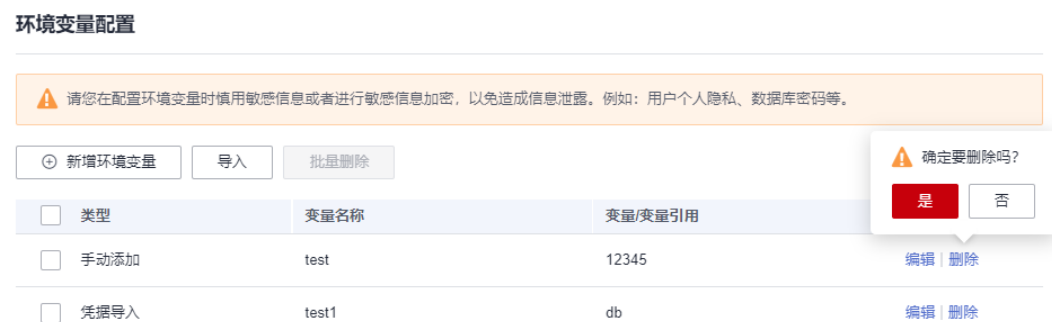 环境变量配置
请您在配置环境变量时慎用敏感信息或者进行敏感信息加密，以免造成信息泄露。例如：用户个人隐私、数据库密码等。
新增环境变量 导入 批量删除
确定要删除吗？
是 否
类型 变量名称 变量/变量引用
手动添加 test 12345 编辑 | 删除
凭据导入 test1 db 编辑 | 删除